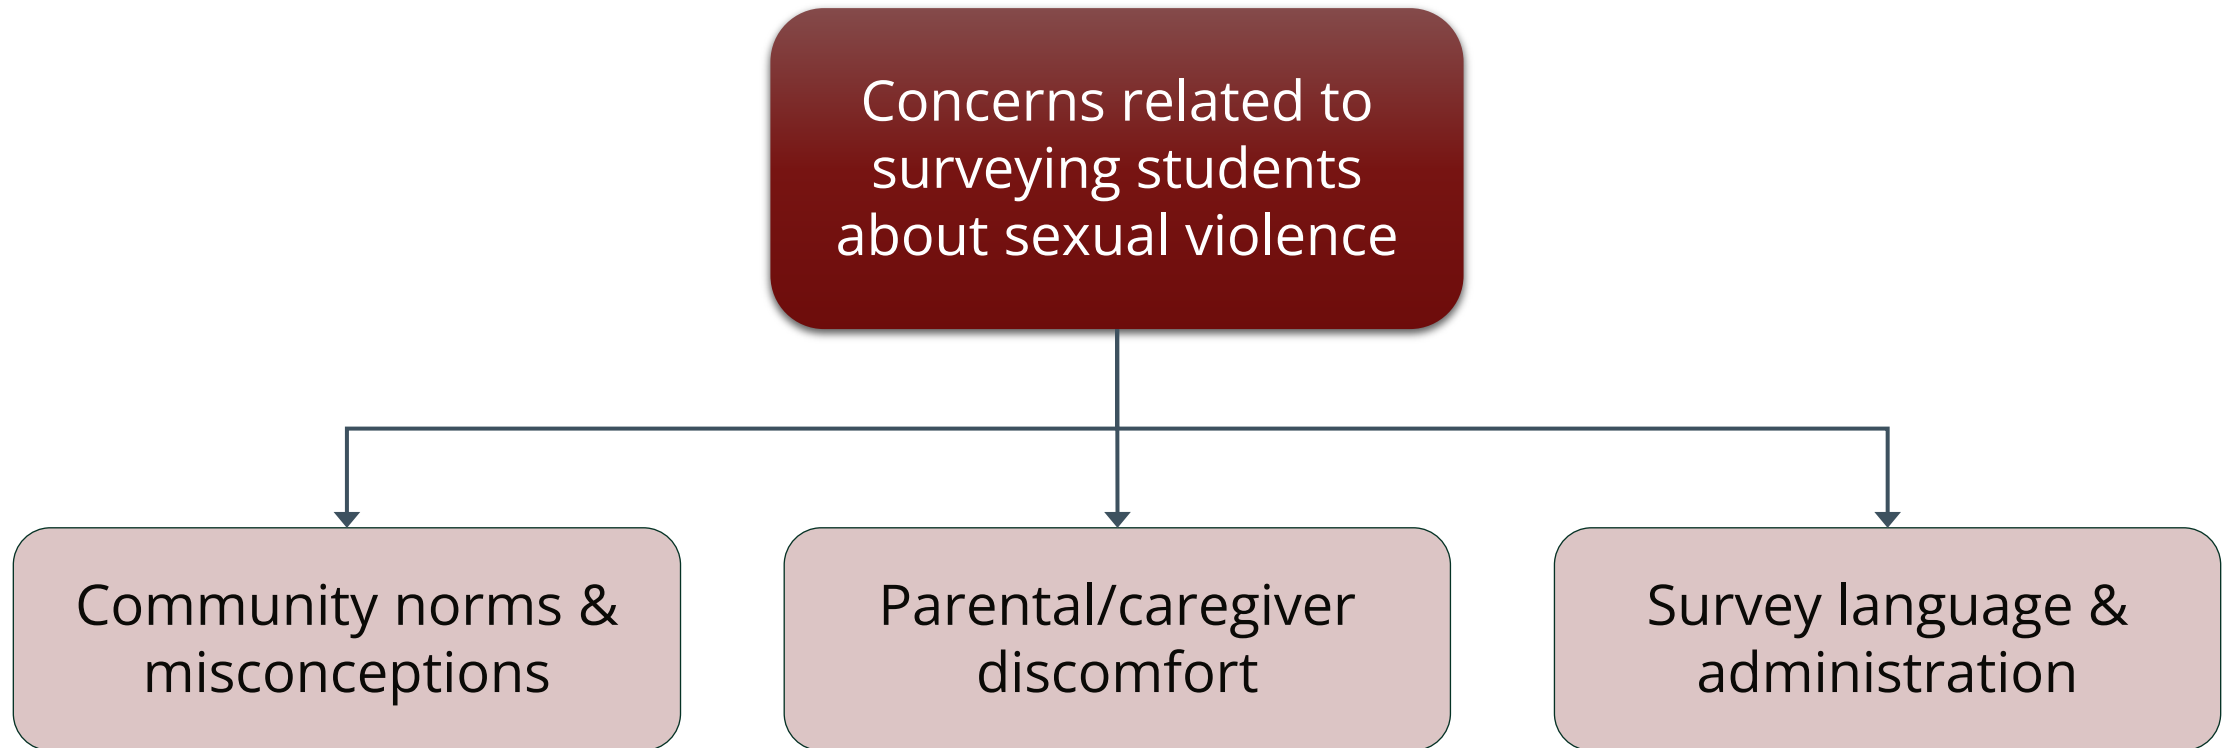 Concerns related to
surveying students
about sexual violence
Community norms &
misconceptions
Parental/caregiver
discomfort
Survey language &
administration